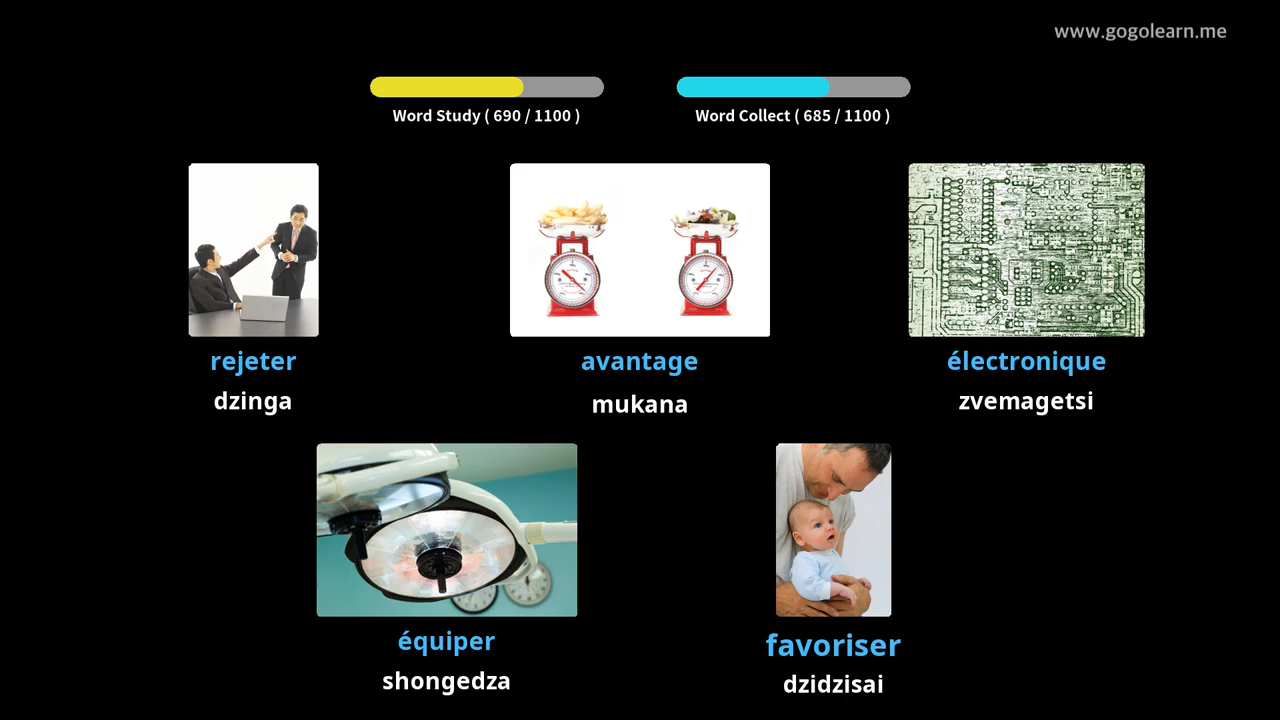 www.gogolearn.me
Word Study ( 690 / 1100 )
Word Collect ( 685 / 1100 )
rejeter
dzinga
avantage
mukana
électronique
zvemagetsi
équiper
shongedza
favoriser
dzidzisai